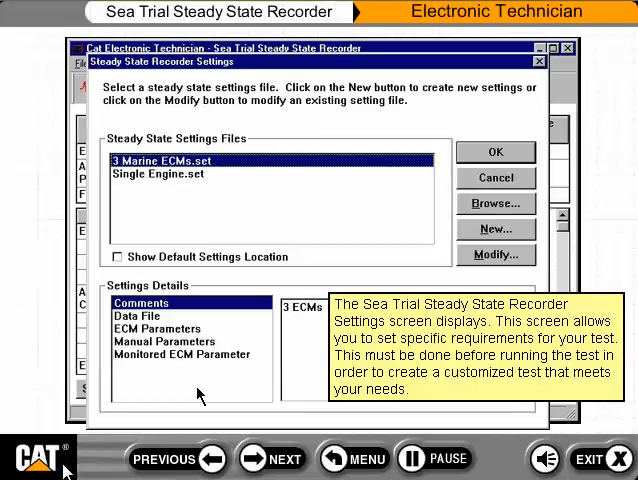 Sea Trial Steady State Recorder
Electronic Technician
Cat Electronic Technician - Sea Trial Steady State Recorder
Steady State Recorder Settings
Select a steady state settings file. Click on the New button to create new settings or
click on the Modify button to modify an existing setting file.
Steady State Settings Files
3 Marine ECMs.set
Single Engine.set
Show Default Settings Location
OK
Cancel
Browse...
New...
Modify...
Settings Details
Comments
Data File
ECM Parameters
Manual Parameters
Monitored ECM Parameter
3 ECMs
The Sea Trial Steady State Recorder
Settings screen displays. This screen allows
you to set specific requirements for your test.
This must be done before running the test in
order to create a customized test that meets
your needs.
CAT
PREVIOUS
NEXT
MENU
PAUSE
EXIT